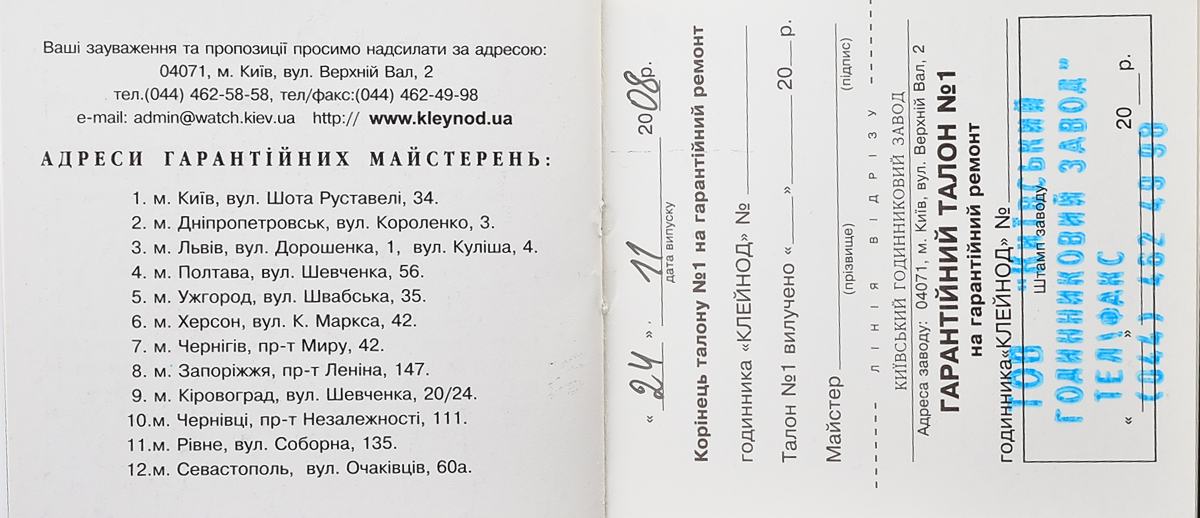 Ваші зауваження та пропозиції просимо надсилати за адресою:
04071, м. Київ, вул. Верхній Вал, 2
тел.(044) 462-58-58, тел/факс:(044) 462-49-98
e-mail: admin@watch.kiev.ua http:// www.kleynod.ua
АДРЕСИ ГАРАНТІЙНИХ МАЙСТЕРЕНЬ:
1. м. Київ, вул. Шота Руставелі, 34.
2. м. Дніпропетровськ, вул. Короленко, 3.
3. м. Львів, вул. Дорошенка, 1, вул. Куліша, 4.
4. м. Полтава, вул. Шевченка, 56.
5. м. Ужгород, вул. Швабська, 35.
6. м. Херсон, вул. К. Маркса, 42.
7. м. Чернігів, пр-т Миру, 42.
8. м. Запоріжжя, пр-т Леніна, 147.
9. м. Кіровоград, вул. Шевченка, 20/24.
10.м. Чернівці, пр-т Незалежності, 111.
11.м. Рівне, вул. Соборна, 135.
12.м. Севастополь, вул. Очаківців, 60а.
« 24 » 11 2008р.
дата випуску
Корінець талону №1 на гарантійний ремонт
годинника «КЛЕЙНОД» № ____
Талон №1 вилучено «___»____ 20__ р.
Майстер ____
(прізвище) (підпис)
ЛІНІЯ ВІДРІЗУ
КИЇВСЬКИЙ ГОДИННИКОВИЙ ЗАВОД
Адреса заводу: 04071, м. Київ, вул. Верхній Вал, 2
ГАРАНТІЙНИЙ ТАЛОН №1
на гарантійний ремонт
годинника«КЛЕЙНОД» № ____
ТОВ "КИЇВСЬКИЙ
Штамп заводу
ГОДИННИКОВИЙ ЗАВОД"
ТЕЛ\ФАКС
« » 20 р.
(044) 462 49 98